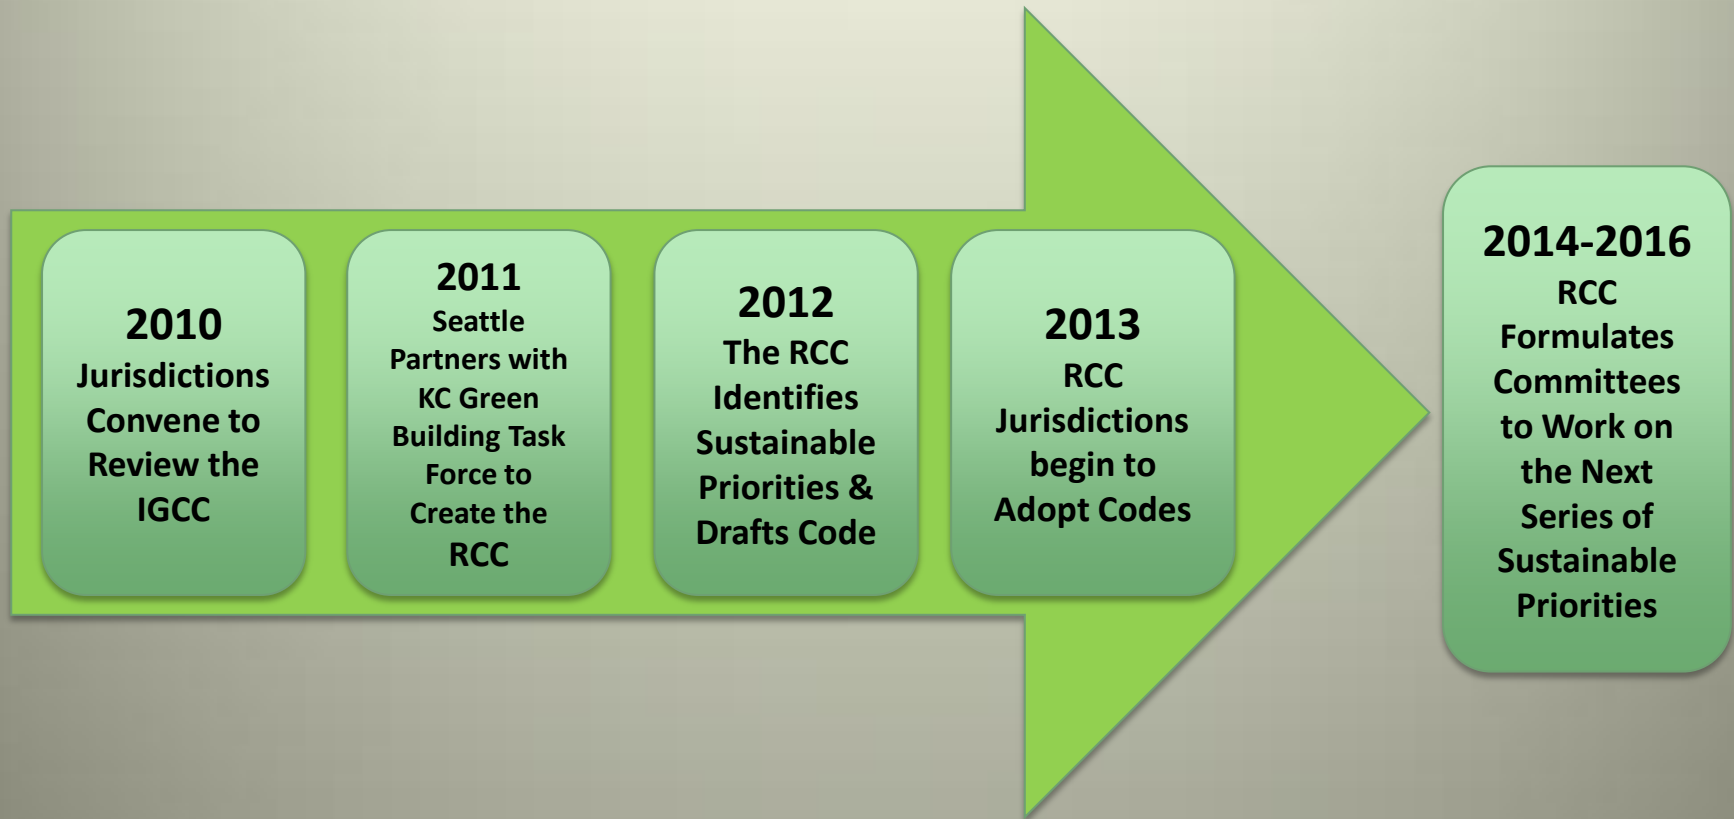 2010
Jurisdictions
Convene to
Review the
IGCC
2011
Seattle
Partners with
KC Green
Building Task
Force to
Create the
RCC
2012
The RCC
Identifies
Sustainable
Priorities &
Drafts Code
2013
RCC
Jurisdictions
begin to
Adopt Codes
2014-2016
RCC
Formulates
Committees
to Work on
the Next
Series of
Sustainable
Priorities